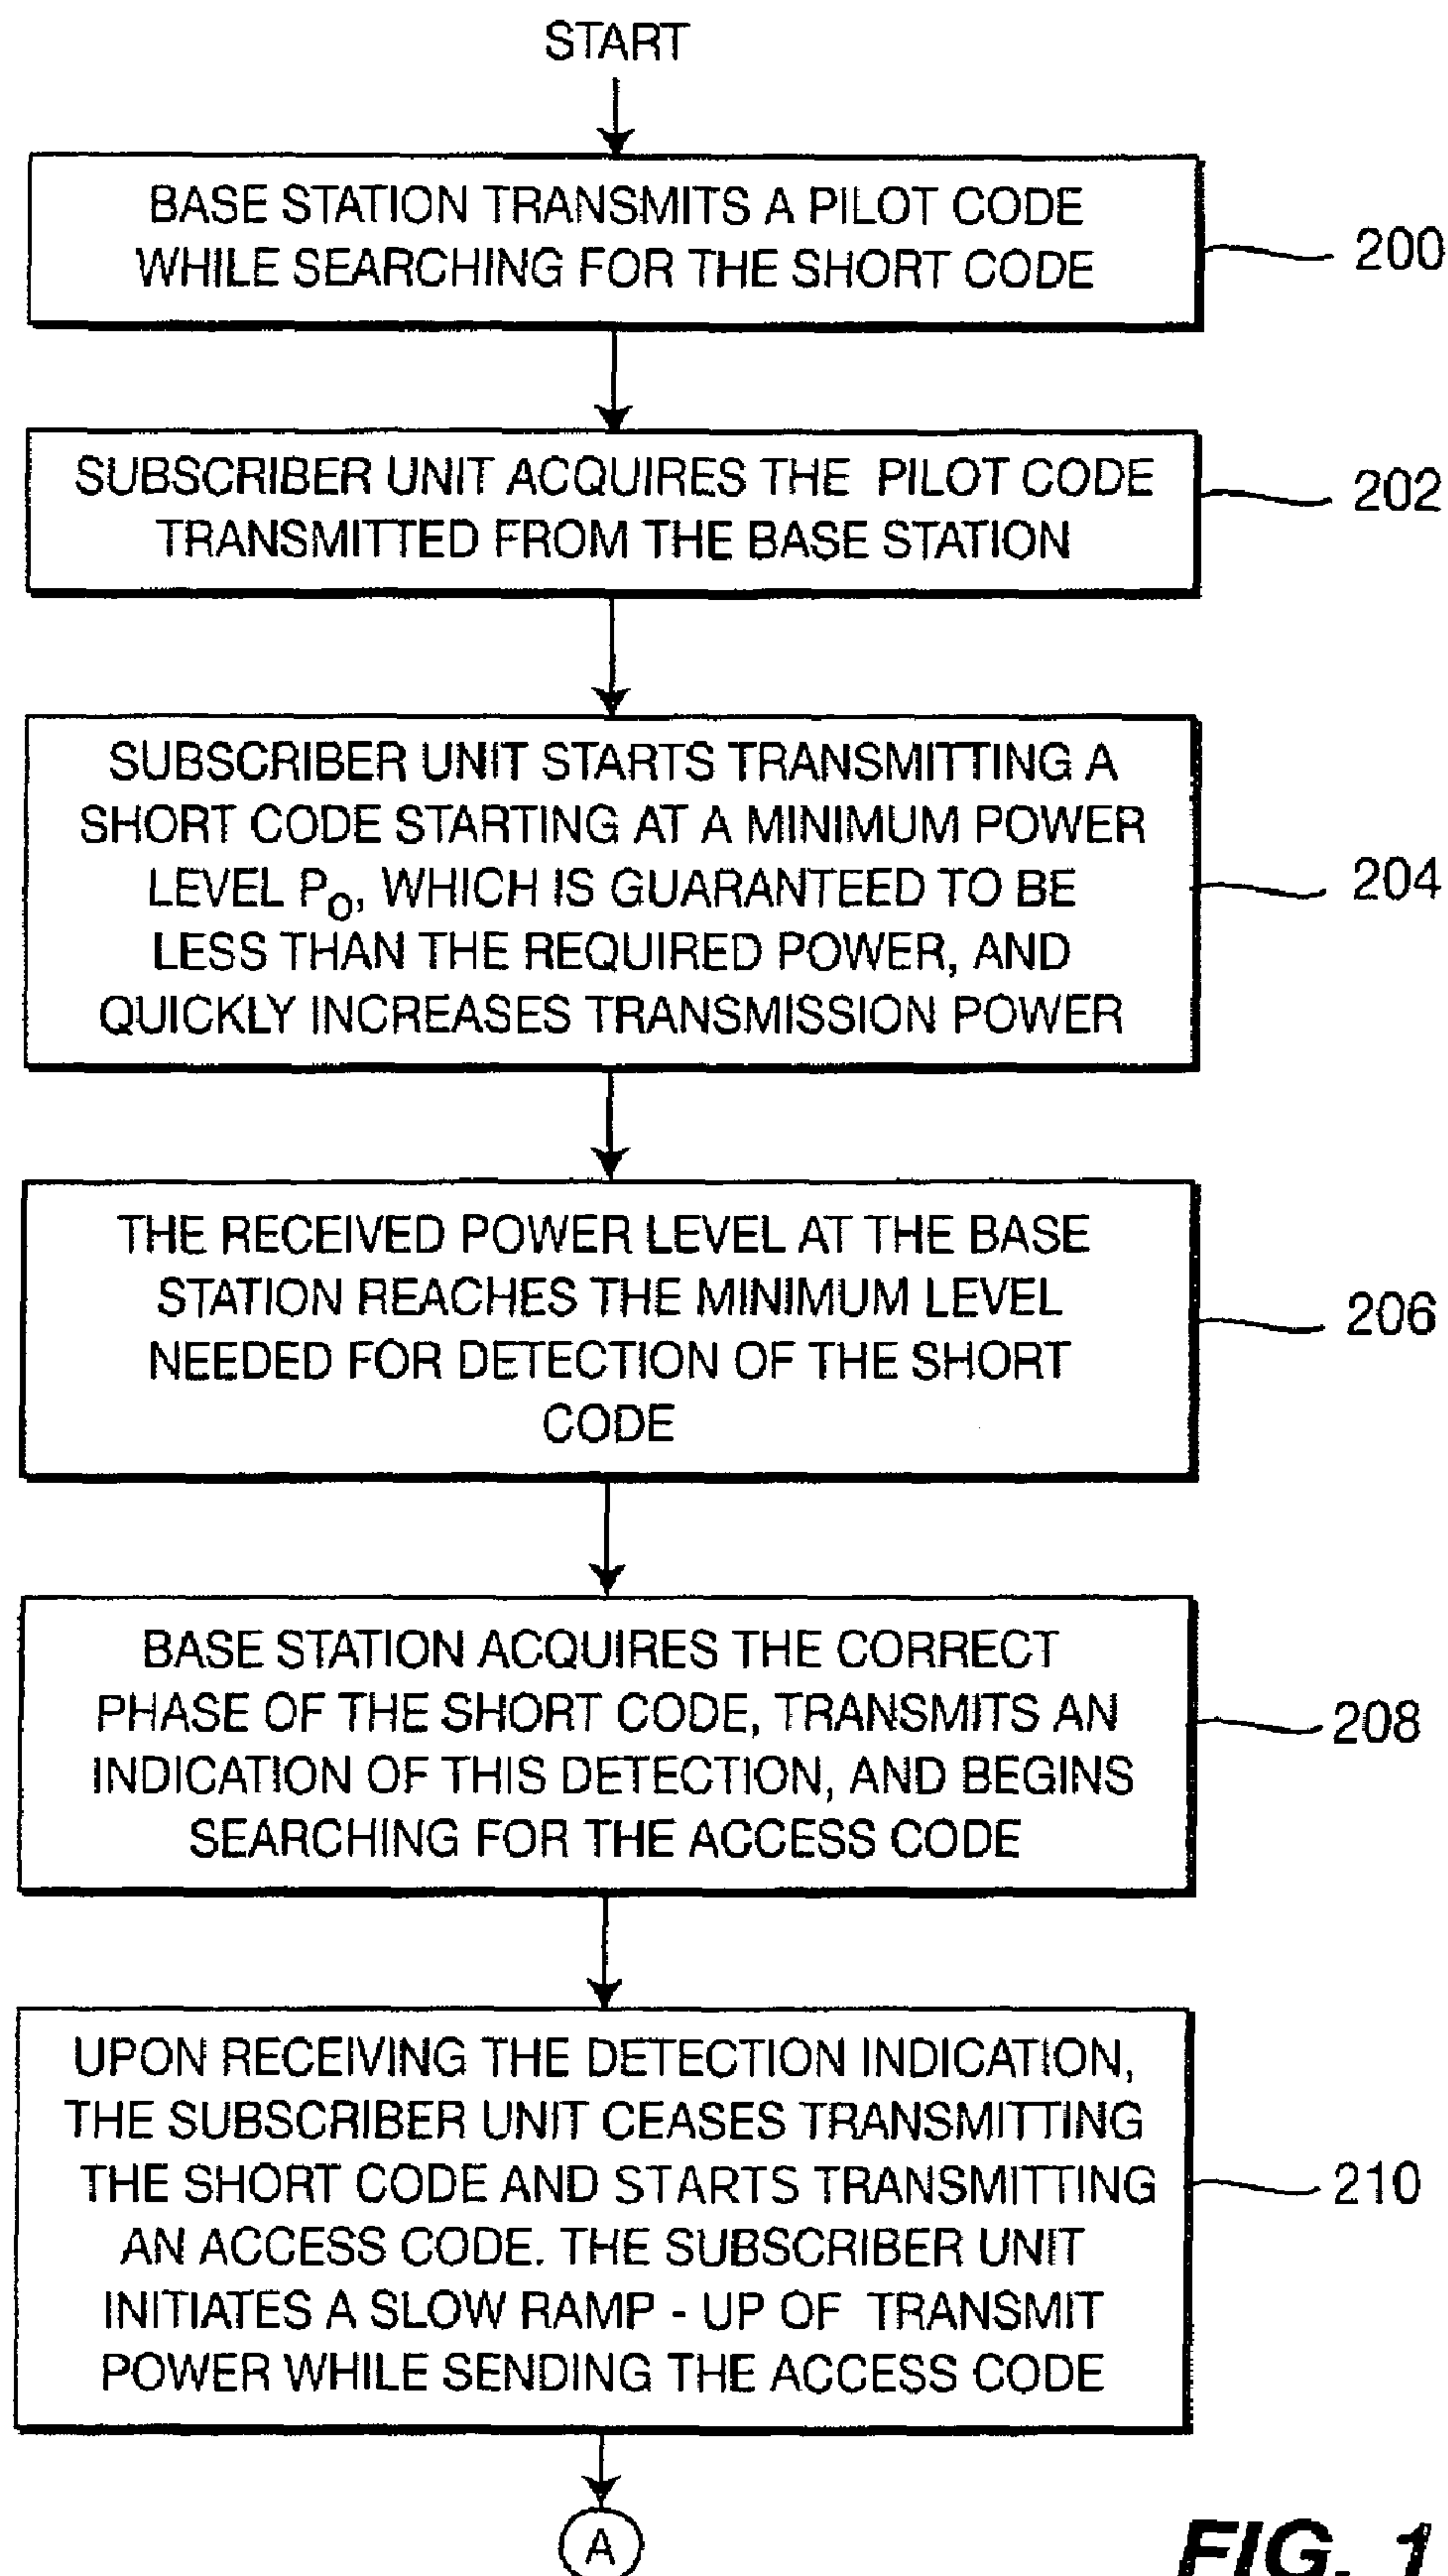 START
BASE STATION TRANSMITS A PILOT CODE
WHILE SEARCHING FOR THE SHORT CODE
200
SUBSCRIBER UNIT ACQUIRES THE PILOT CODE
TRANSMITTED FROM THE BASE STATION
202
SUBSCRIBER UNIT STARTS TRANSMITTING A
SHORT CODE STARTING AT A MINIMUM POWER
LEVEL P₀, WHICH IS GUARANTEED TO BE
LESS THAN THE REQUIRED POWER, AND
QUICKLY INCREASES TRANSMISSION POWER
204
THE RECEIVED POWER LEVEL AT THE BASE
STATION REACHES THE MINIMUM LEVEL
NEEDED FOR DETECTION OF THE SHORT
CODE
206
BASE STATION ACQUIRES THE CORRECT
PHASE OF THE SHORT CODE, TRANSMITS AN
INDICATION OF THIS DETECTION, AND BEGINS
SEARCHING FOR THE ACCESS CODE
208
UPON RECEIVING THE DETECTION INDICATION,
THE SUBSCRIBER UNIT CEASES TRANSMITTING
THE SHORT CODE AND STARTS TRANSMITTING
AN ACCESS CODE. THE SUBSCRIBER UNIT
INITIATES A SLOW RAMP - UP OF TRANSMIT
POWER WHILE SENDING THE ACCESS CODE
210
A
FIG. 1